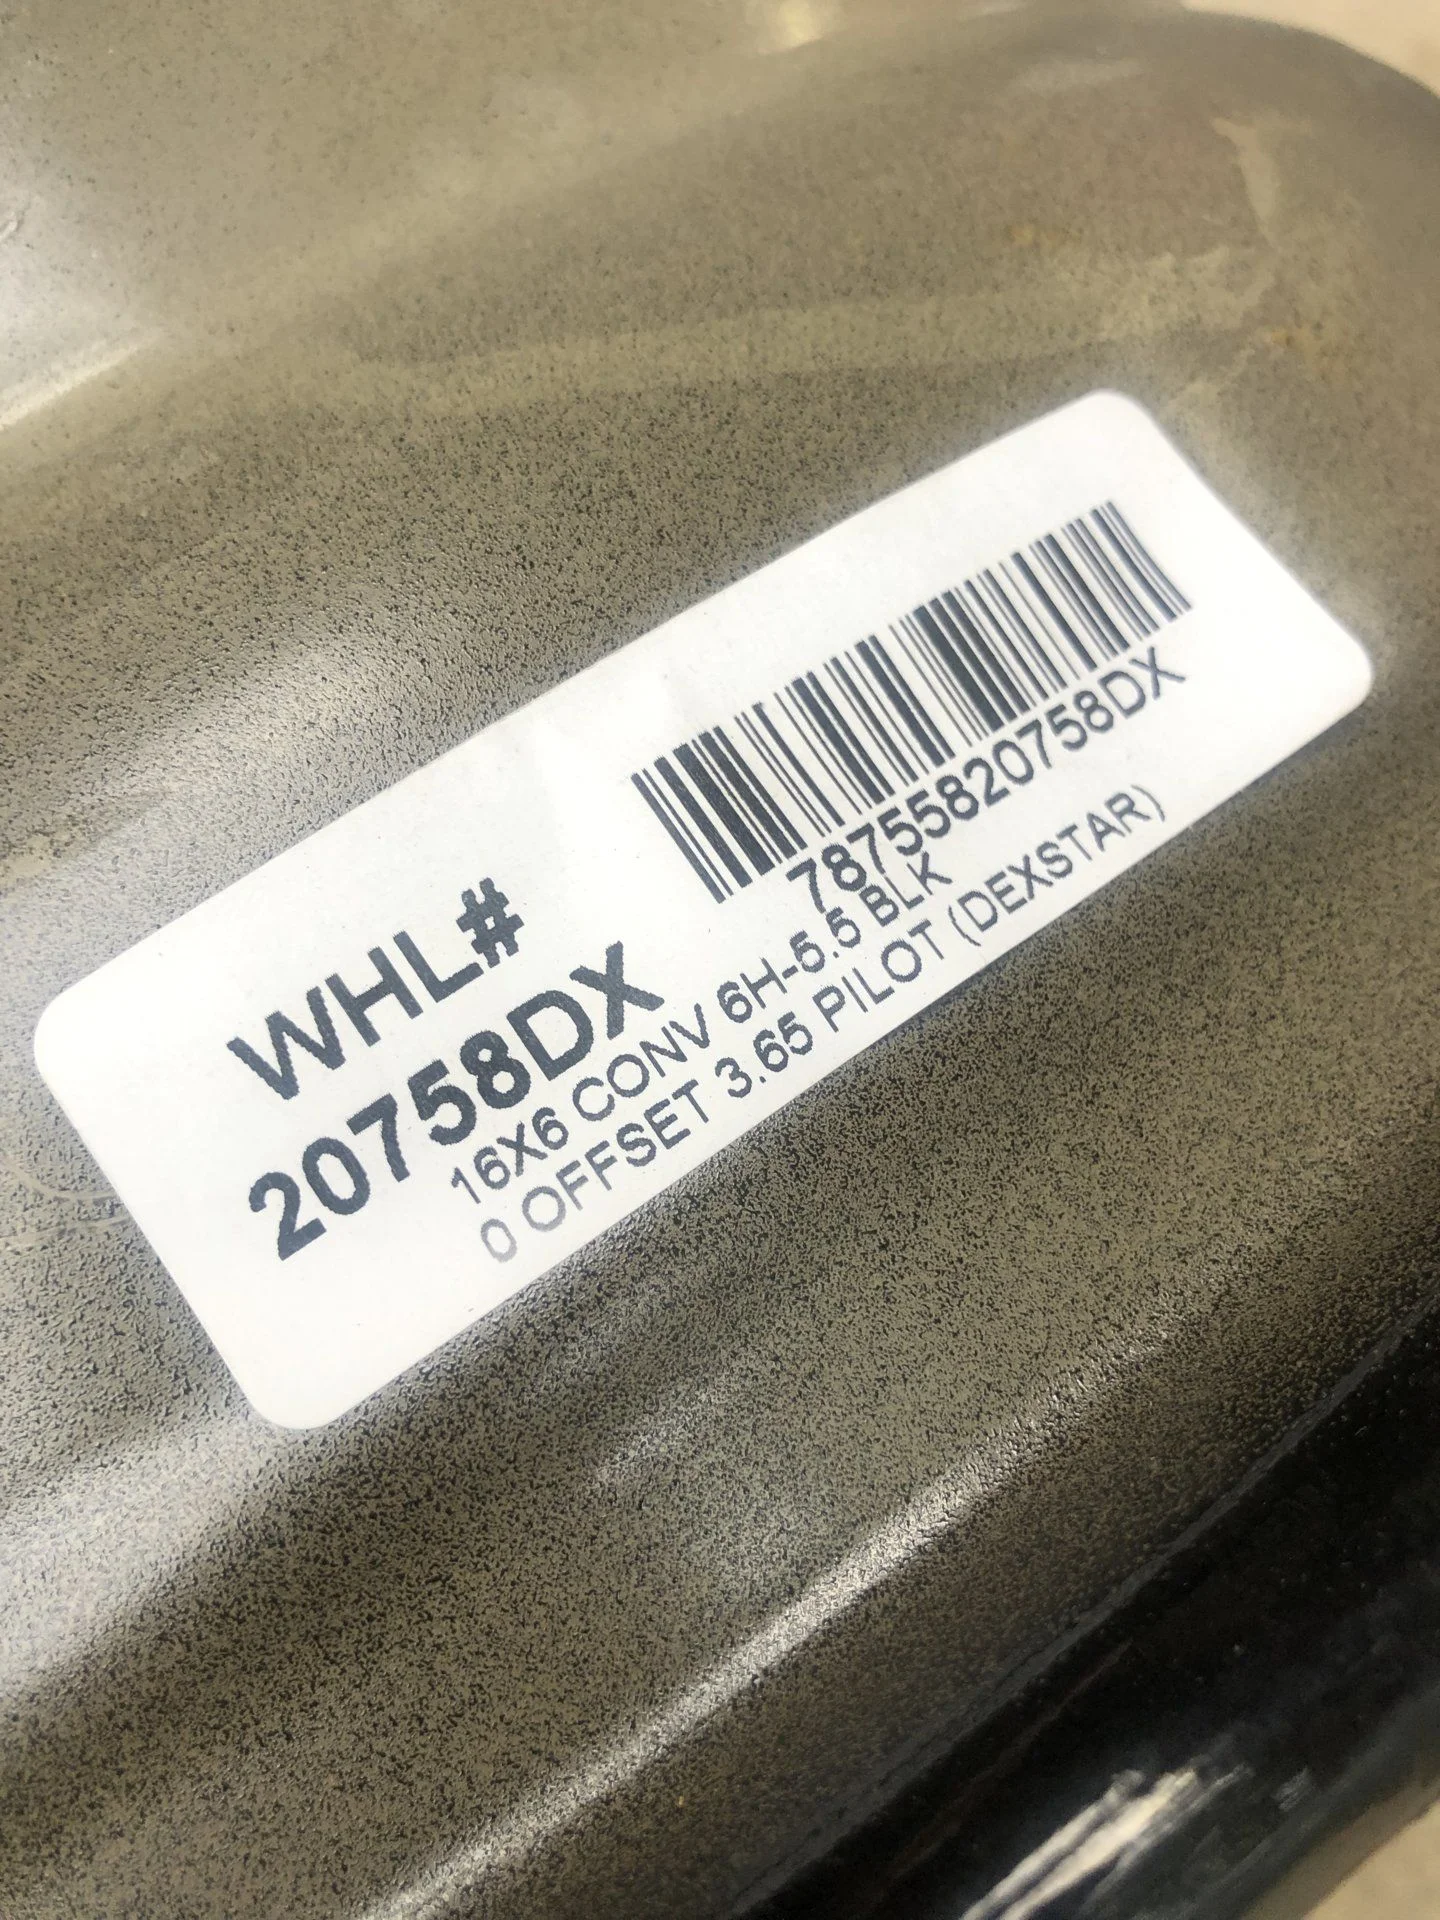 WHL#
20758DX
78755820758DX
16X6 CONV 6H-5.5 BLK
0 OFFSET 3.65 PILOT (DEXSTAR)